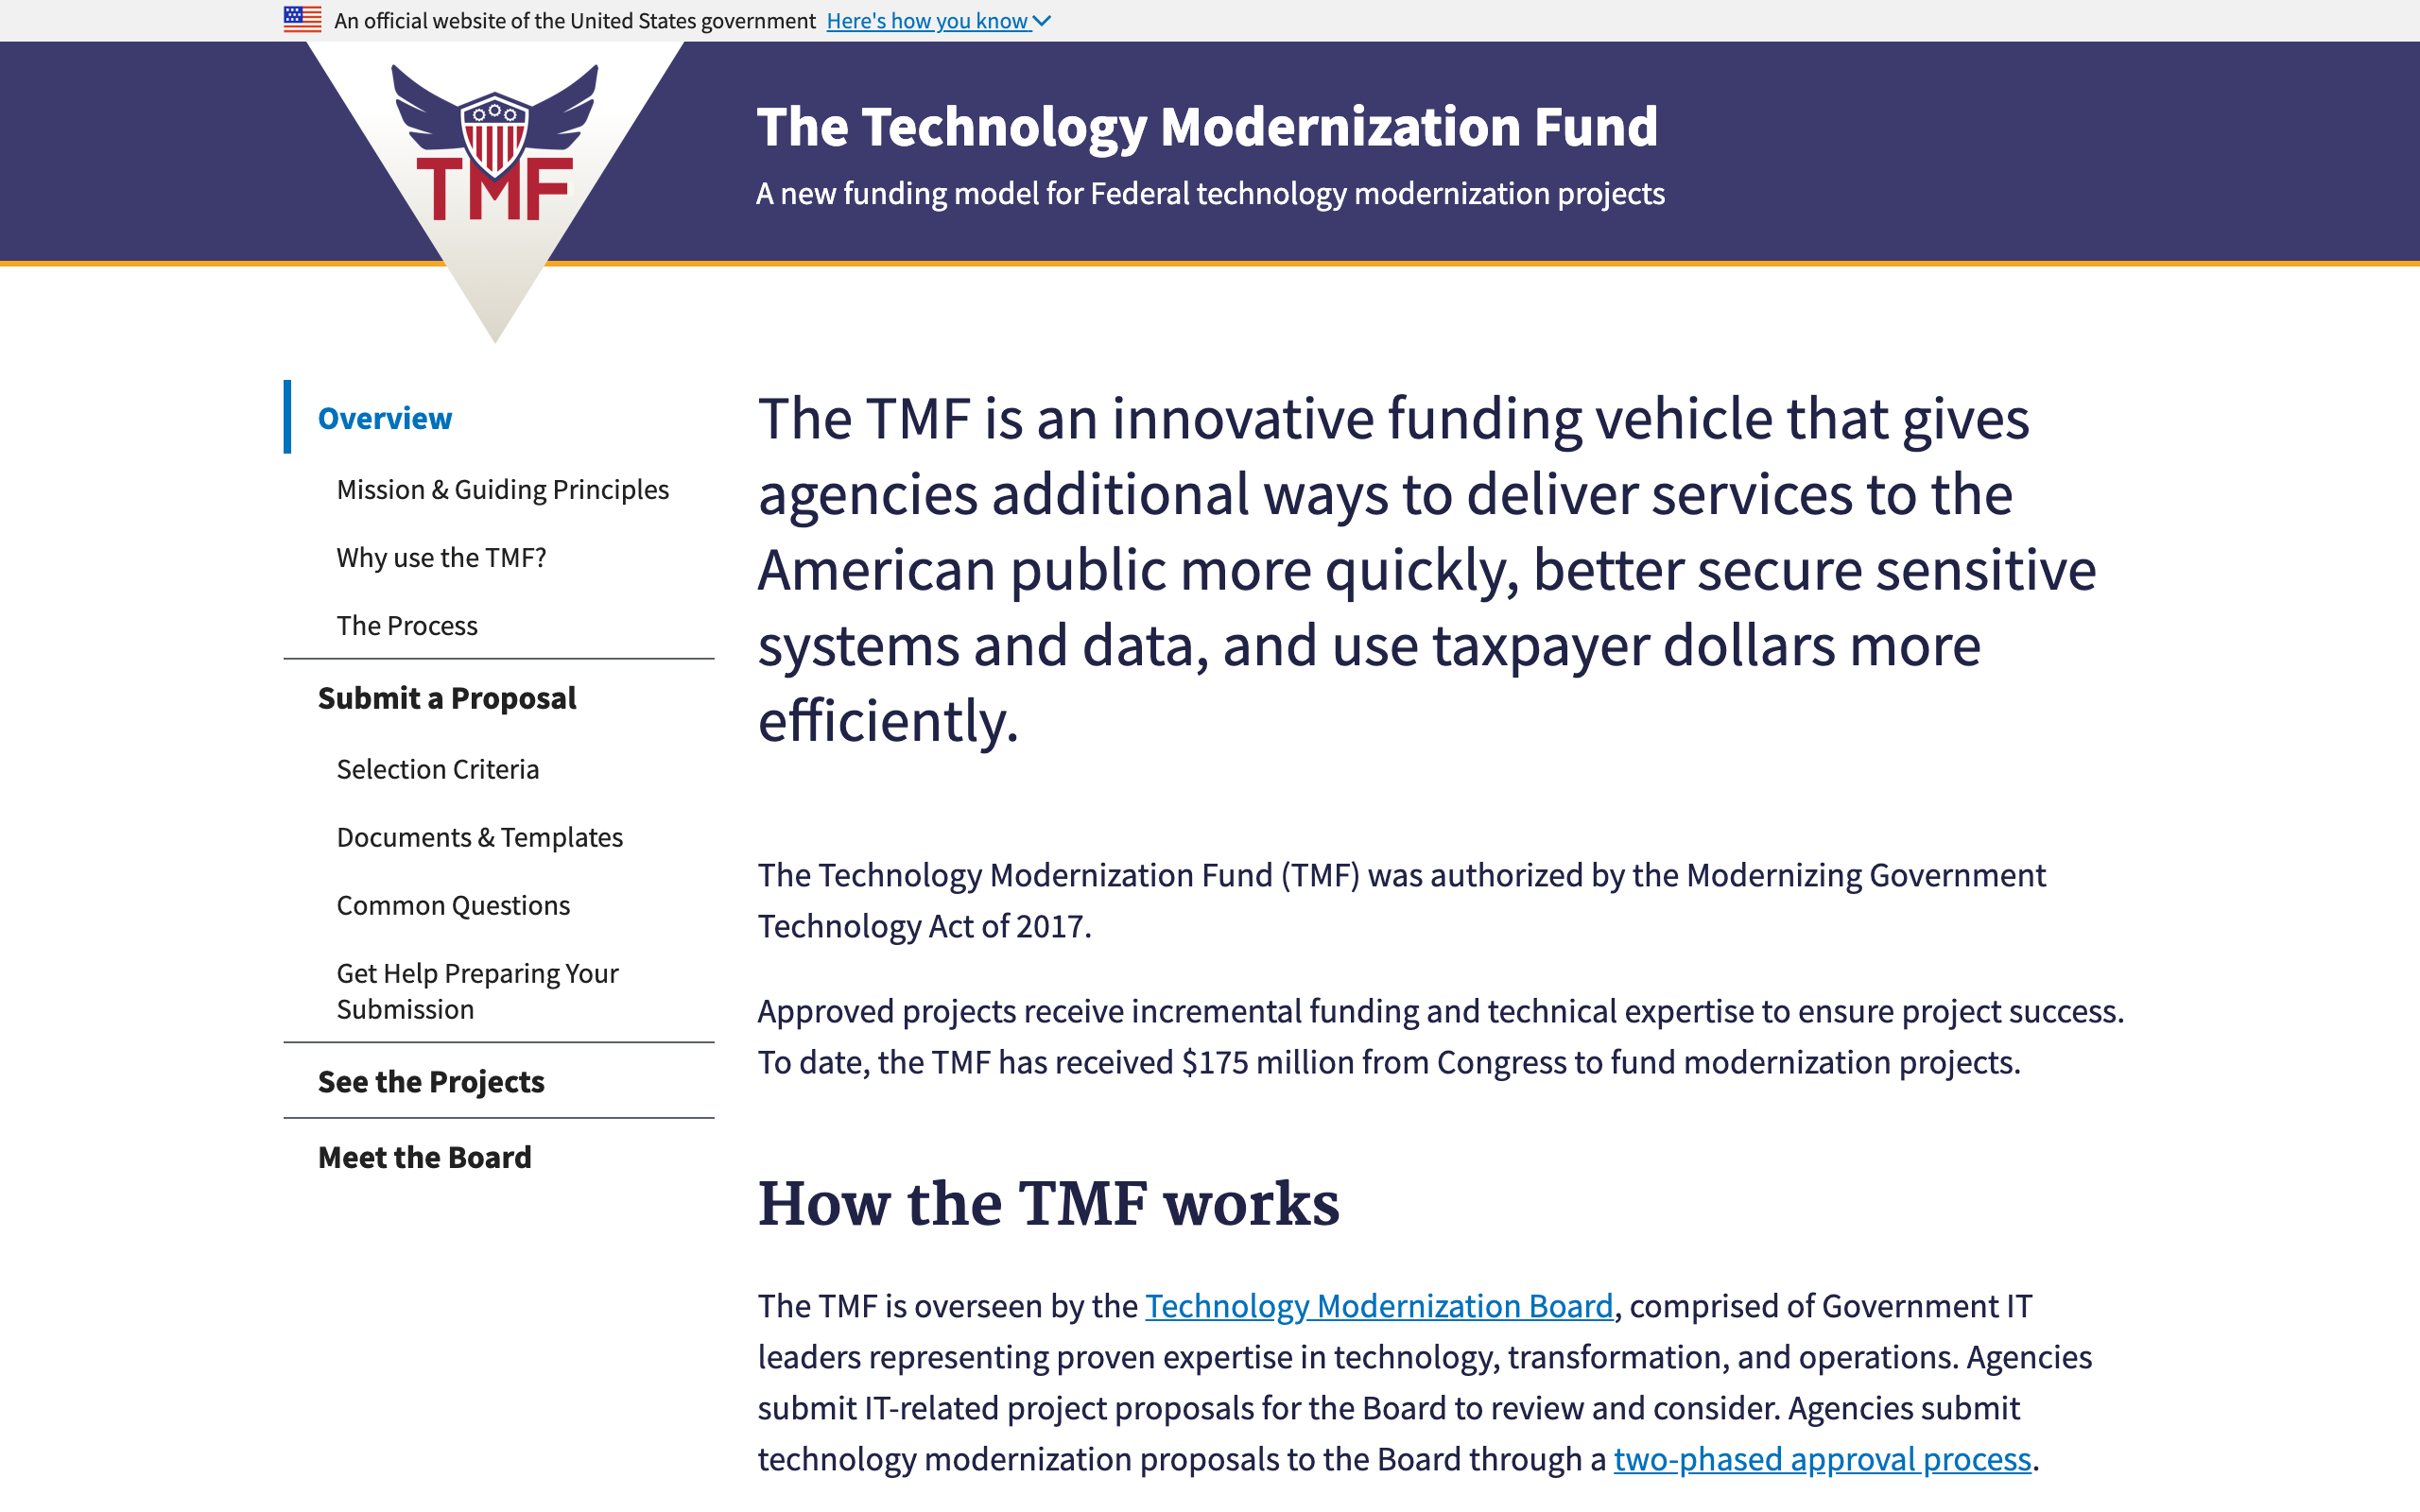 An official website of the United States government Here's how you know
TMF
The Technology Modernization Fund
A new funding model for Federal technology modernization projects
Overview
Mission & Guiding Principles
Why use the TMF?
The Process
Submit a Proposal
Selection Criteria
Documents & Templates
Common Questions
Get Help Preparing Your
Submission
See the Projects
Meet the Board
The TMF is an innovative funding vehicle that gives
agencies additional ways to deliver services to the
American public more quickly, better secure sensitive
systems and data, and use taxpayer dollars more
efficiently.
The Technology Modernization Fund (TMF) was authorized by the Modernizing Government
Technology Act of 2017.
Approved projects receive incremental funding and technical expertise to ensure project success.
To date, the TMF has received $175 million from Congress to fund modernization projects.
How the TMF works
The TMF is overseen by the Technology Modernization Board, comprised of Government IT
leaders representing proven expertise in technology, transformation, and operations. Agencies
submit IT-related project proposals for the Board to review and consider. Agencies submit
technology modernization proposals to the Board through a two-phased approval process.